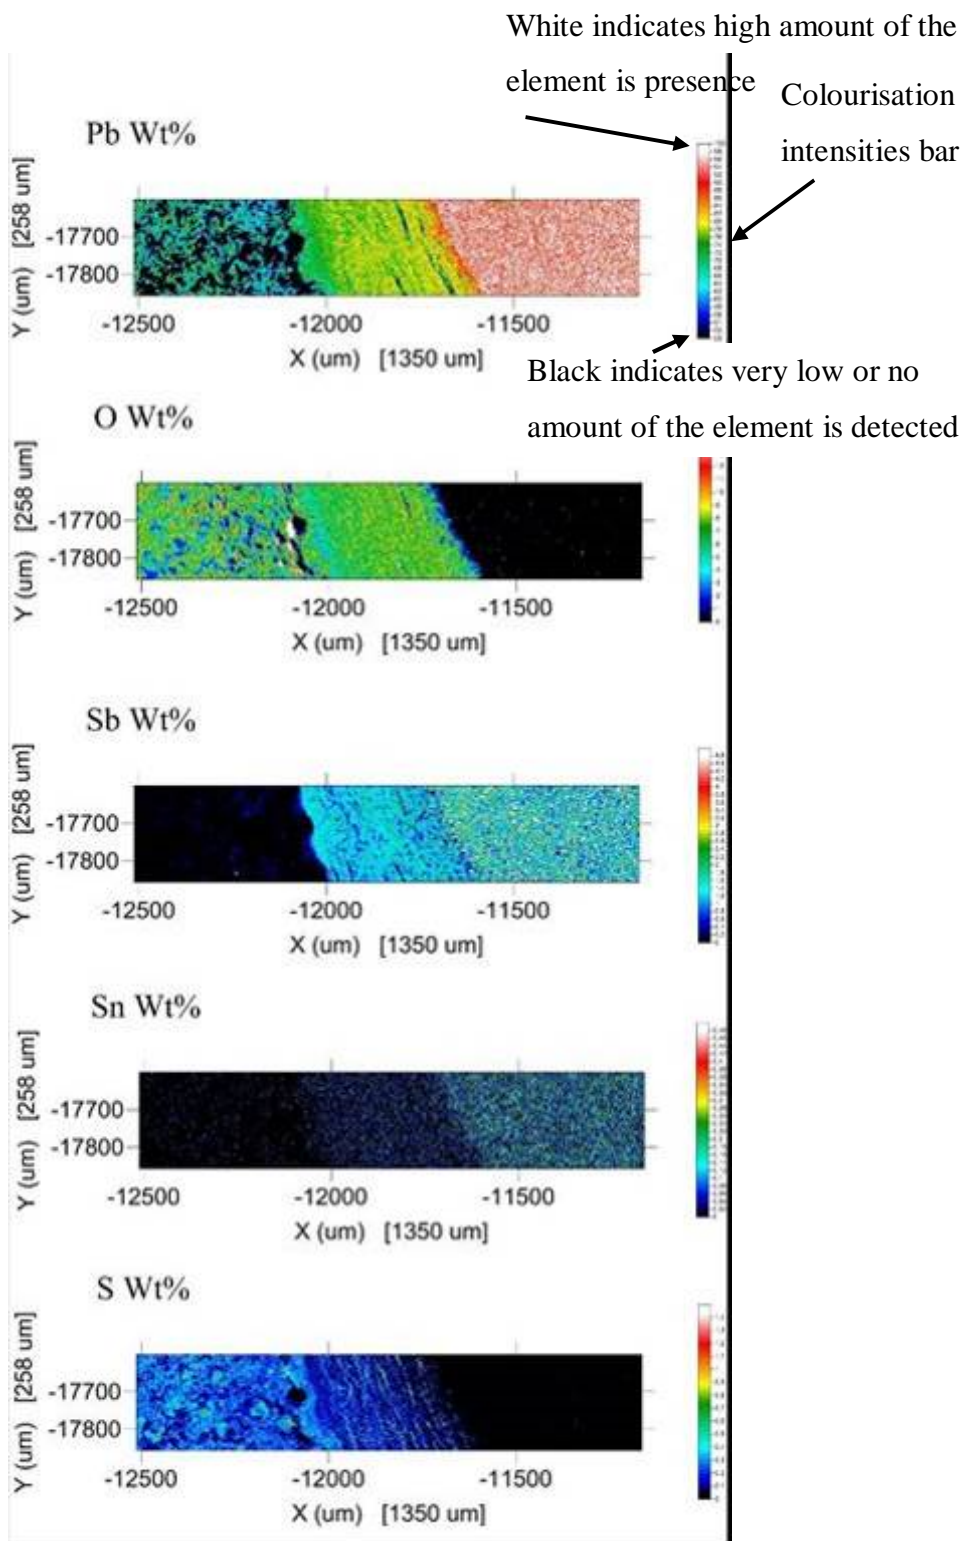 White indicates high amount of the
element is presence
Colourisation
intensities bar
Pb Wt%
Y (um) [258 um]
-17700
-17800
-12500 -12000 -11500
X (um) [1350 um]
Black indicates very low or no
amount of the element is detected
O Wt%
Y (um) [258 um]
-17700
-17800
-12500 -12000 -11500
X (um) [1350 um]
Sb Wt%
Y (um) [258 um]
-17700
-17800
-12500 -12000 -11500
X (um) [1350 um]
Sn Wt%
Y (um) [258 um]
-17700
-17800
-12500 -12000 -11500
X (um) [1350 um]
S Wt%
Y (um) [258 um]
-17700
-17800
-12500 -12000 -11500
X (um) [1350 um]